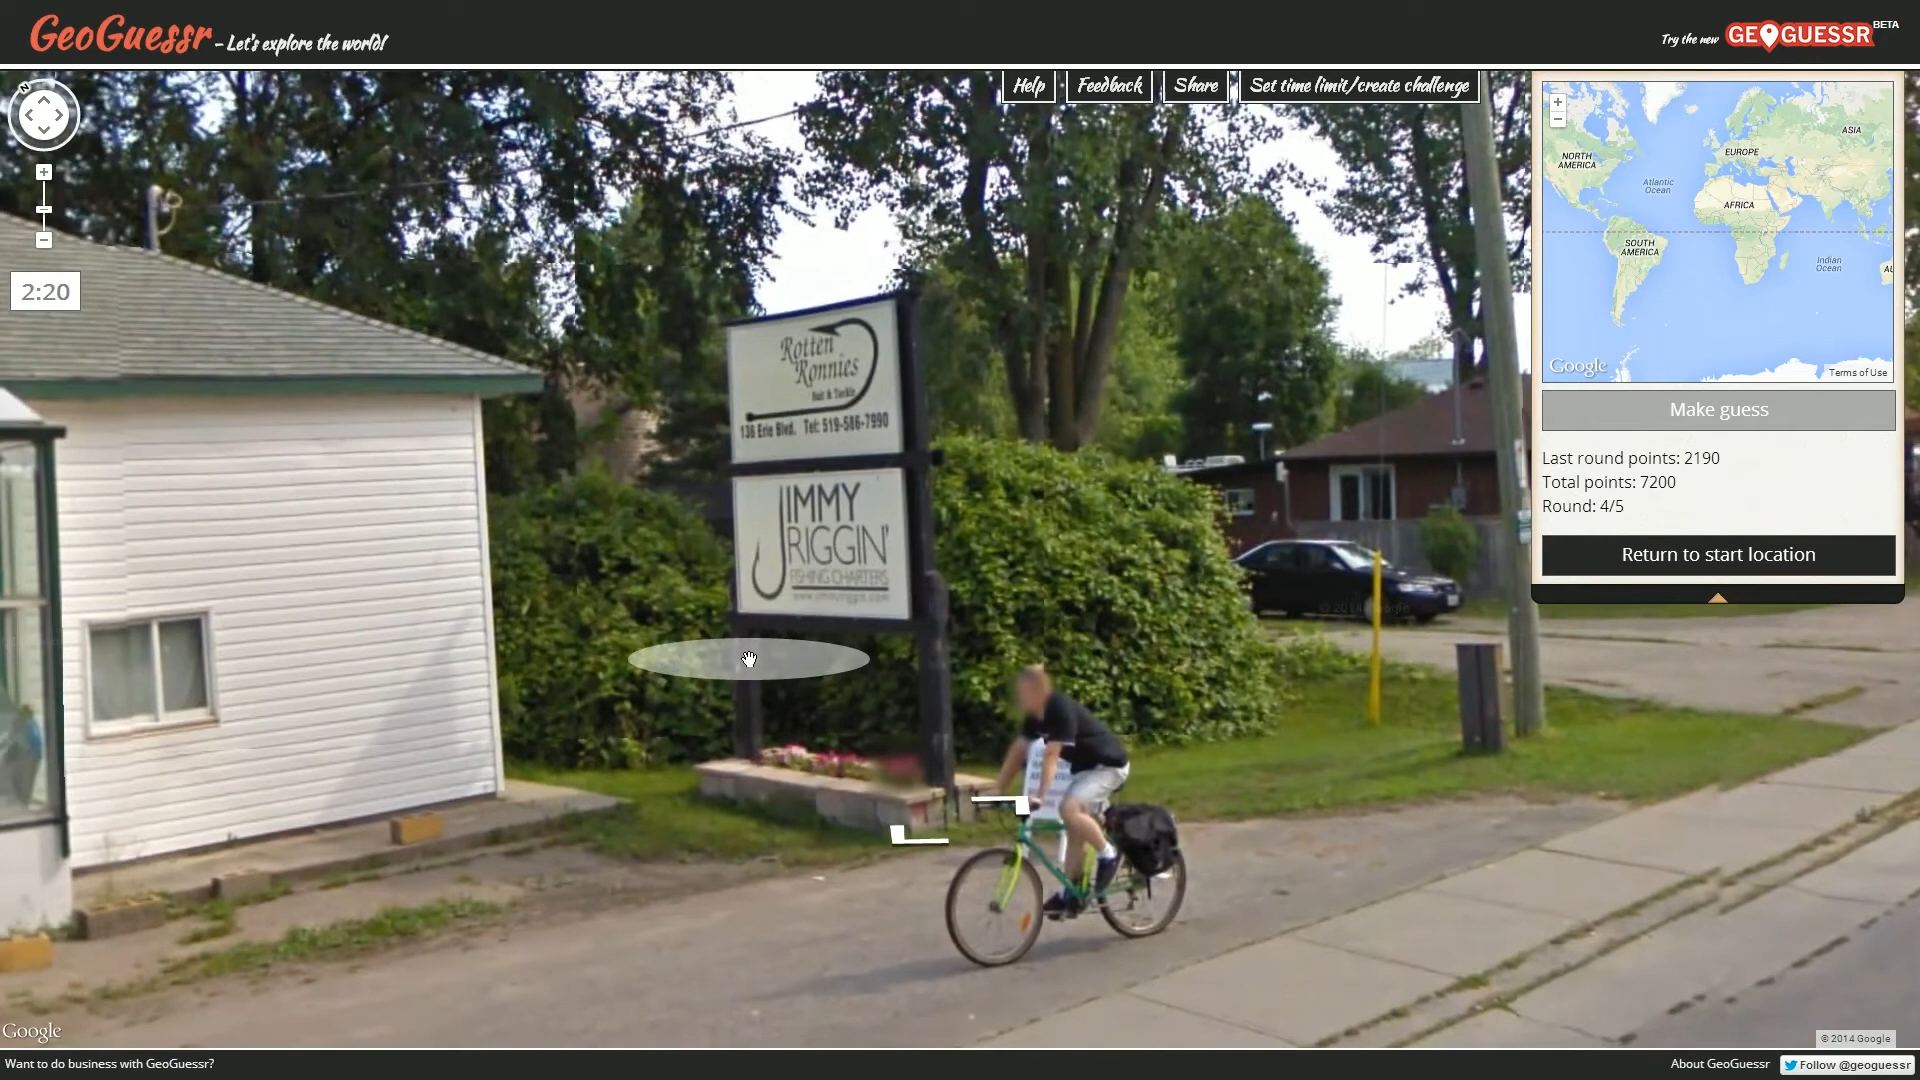 GeoGuessr - Let's explore the world!
Try the new GEOGUESSR BETA
Help
Feedback
Share
Set time limit/create challenge
N
2:20
Rotten
Ronnies
Bait & Tackle
136 Erie Blvd. Tel: 519-586-7990
JIMMY
RIGGIN'
FISHING CHARTERS
NORTH
AMERICA
Atlantic
Ocean
EUROPE
ASIA
AFRICA
SOUTH
AMERICA
Indian
Ocean
AU
Google
Terms of Use
Make guess
Last round points: 2190
Total points: 7200
Round: 4/5
Return to start location
© 2014 Google
Google
© 2014 Google
Want to do business with GeoGuessr?
About GeoGuessr
Follow @geoguessr